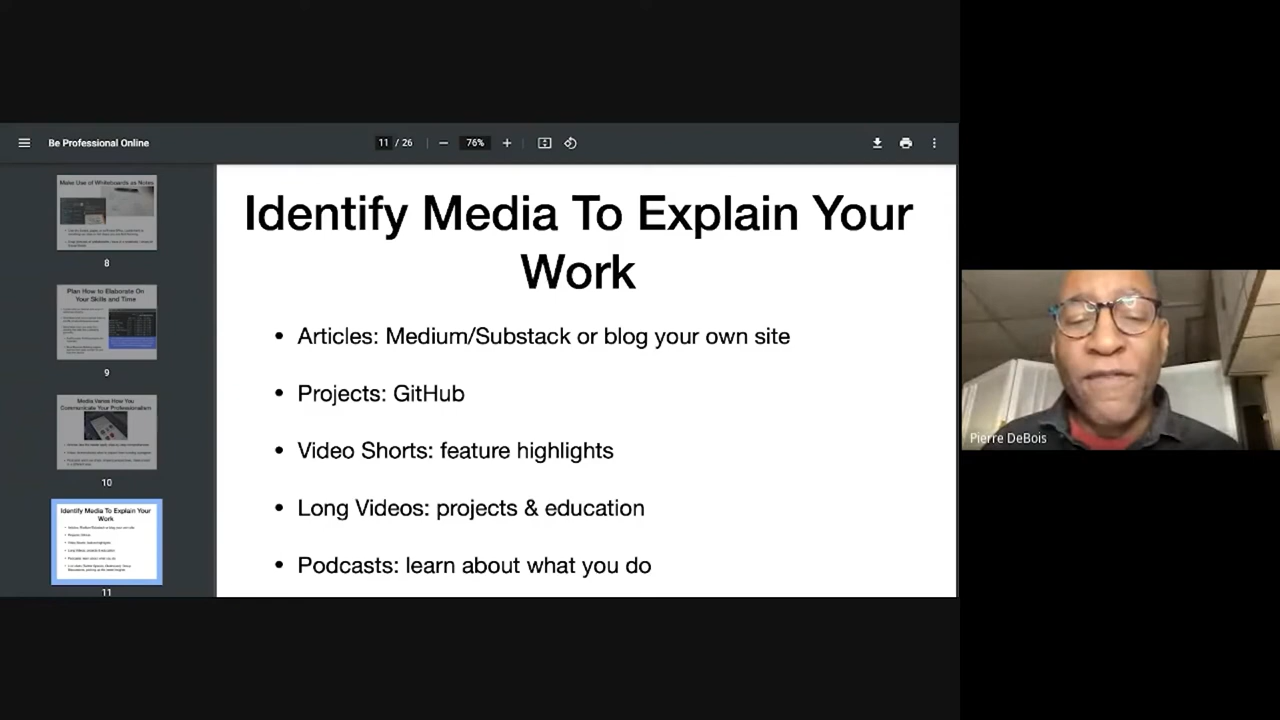 Be Professional Online
11 / 26
76%
Make Use of Whiteboards as Notes
8
Plan How to Elaborate On
Your Skills and Time
9
Media Varies How You
Communicate Your Professionalism
10
Identify Media To Explain Your
Work
11
Identify Media To Explain Your
Work
• Articles: Medium/Substack or blog your own site
• Projects: GitHub
• Video Shorts: feature highlights
• Long Videos: projects & education
• Podcasts: learn about what you do
Pierre DeBois